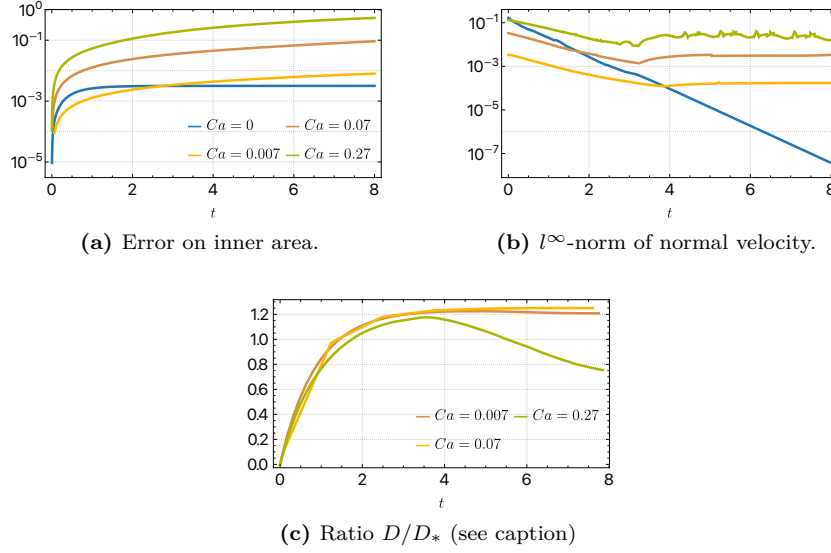 10^0
10^{-1}
10^{-3}
10^{-5}
Ca = 0 Ca = 0.07
Ca = 0.007 Ca = 0.27
0 2 4 6 8
t
(a) Error on inner area.
10^{-1}
10^{-3}
10^{-5}
10^{-7}
0 2 4 6 8
t
(b) l^∞-norm of normal velocity.
1.2
1.0
0.8
0.6
0.4
0.2
0.0
Ca = 0.007 Ca = 0.27
Ca = 0.07
0 2 4 6 8
t
(c) Ratio D/D_* (see caption)